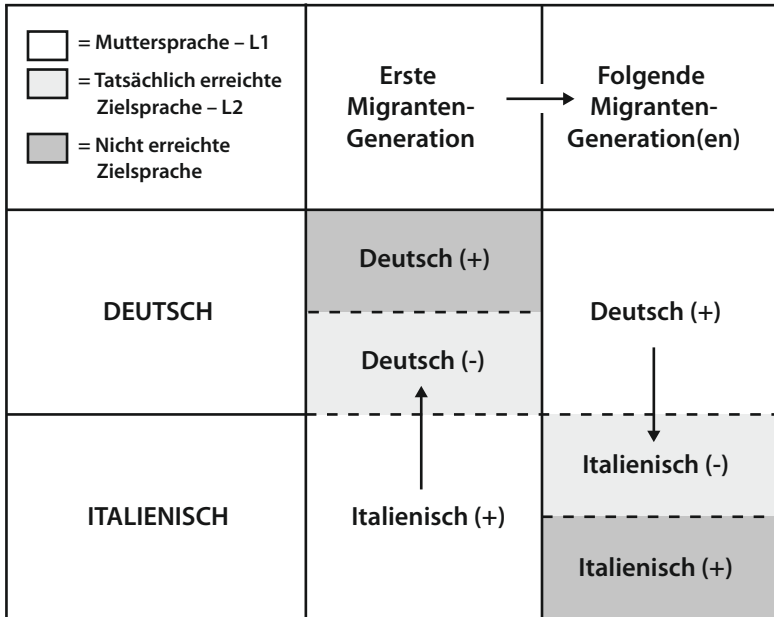 = Muttersprache – L1
= Tatsächlich erreichte
Zielsprache – L2
= Nicht erreichte
Zielsprache
Erste
Migranten-
Generation
Folgende
Migranten-
Generation(en)
DEUTSCH
Deutsch (+)
Deutsch (-)
Deutsch (+)
ITALIENISCH
Italienisch (+)
Italienisch (-)
Italienisch (+)